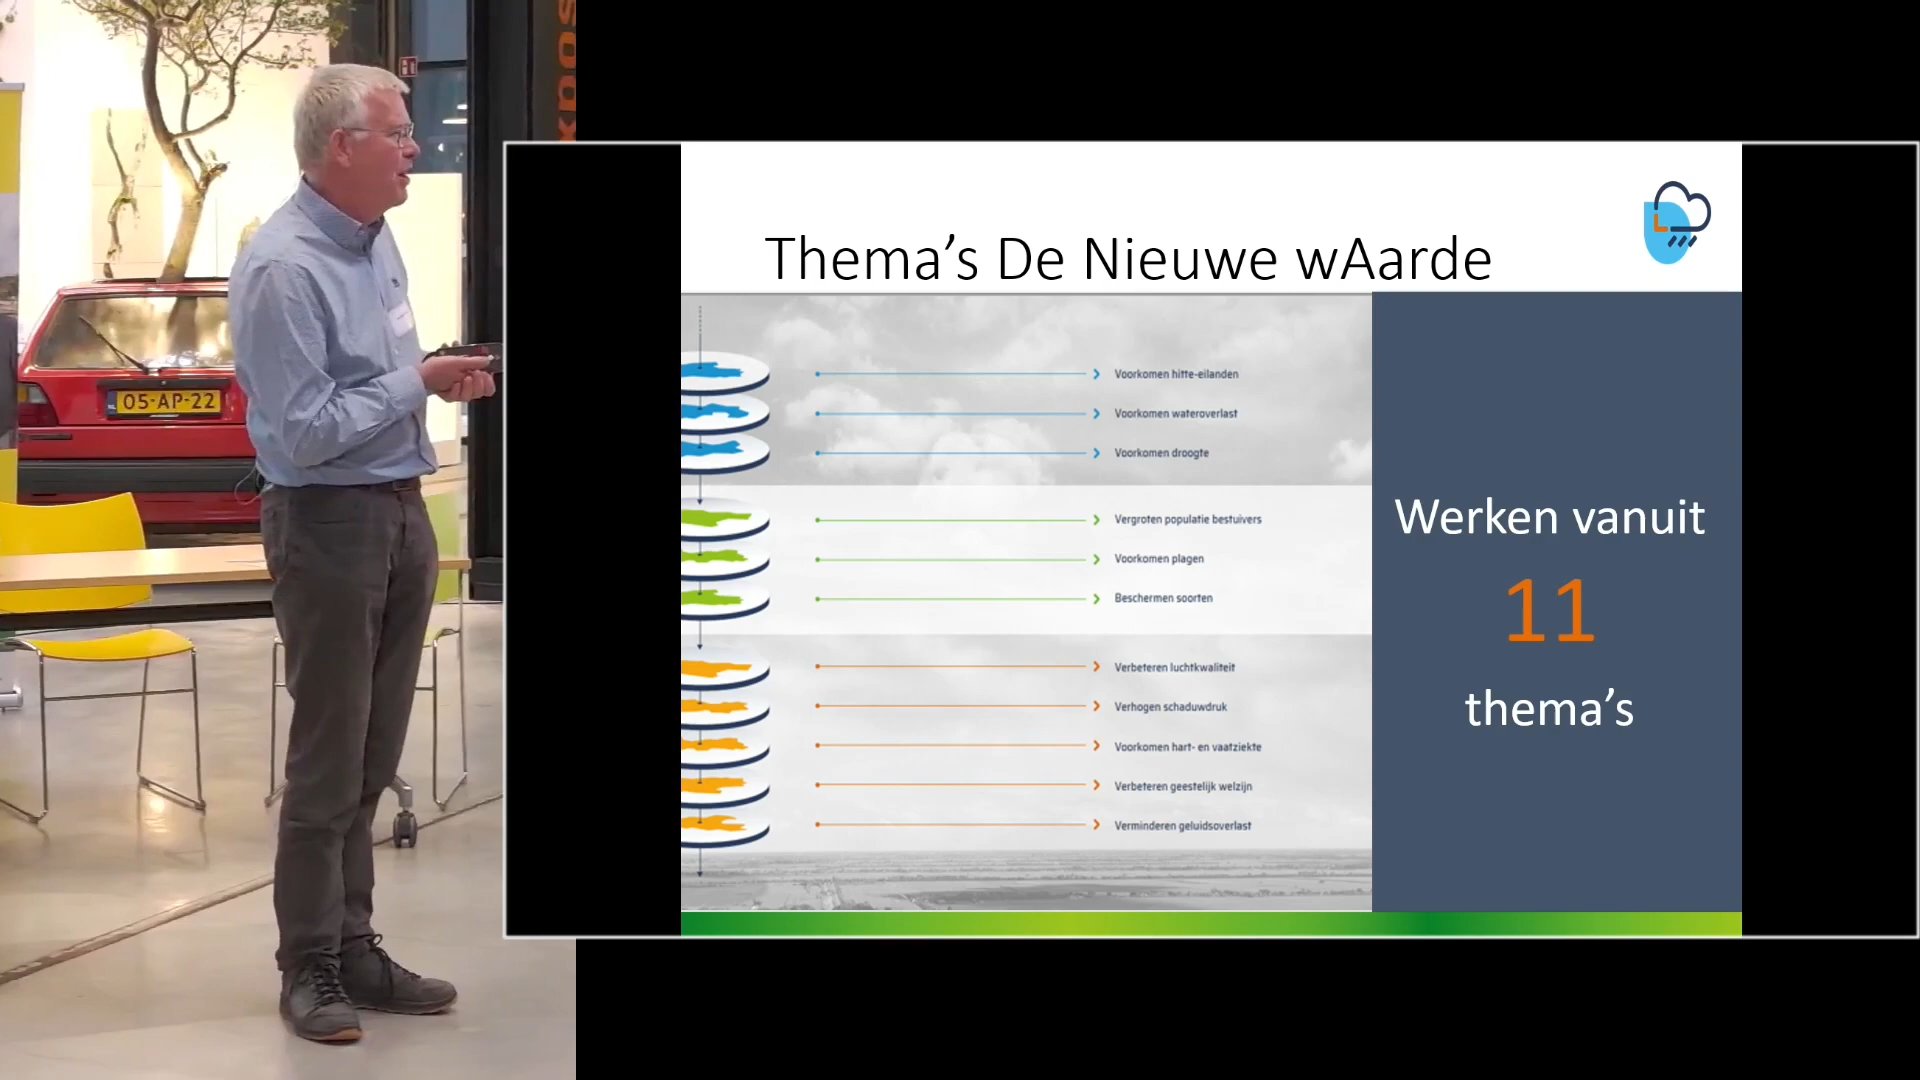 05-AP-22
NL
Thema's De Nieuwe wAarde
Voorkomen hitte-eilanden
Voorkomen wateroverlast
Voorkomen droogte
Vergroten populatie bestuivers
Voorkomen plagen
Beschermen soorten
Verbeteren luchtkwaliteit
Verhogen schaduwdruk
Voorkomen hart- en vaatziekte
Verbeteren geestelijk welzijn
Verminderen geluidsoverlast
Werken vanuit
11
thema's